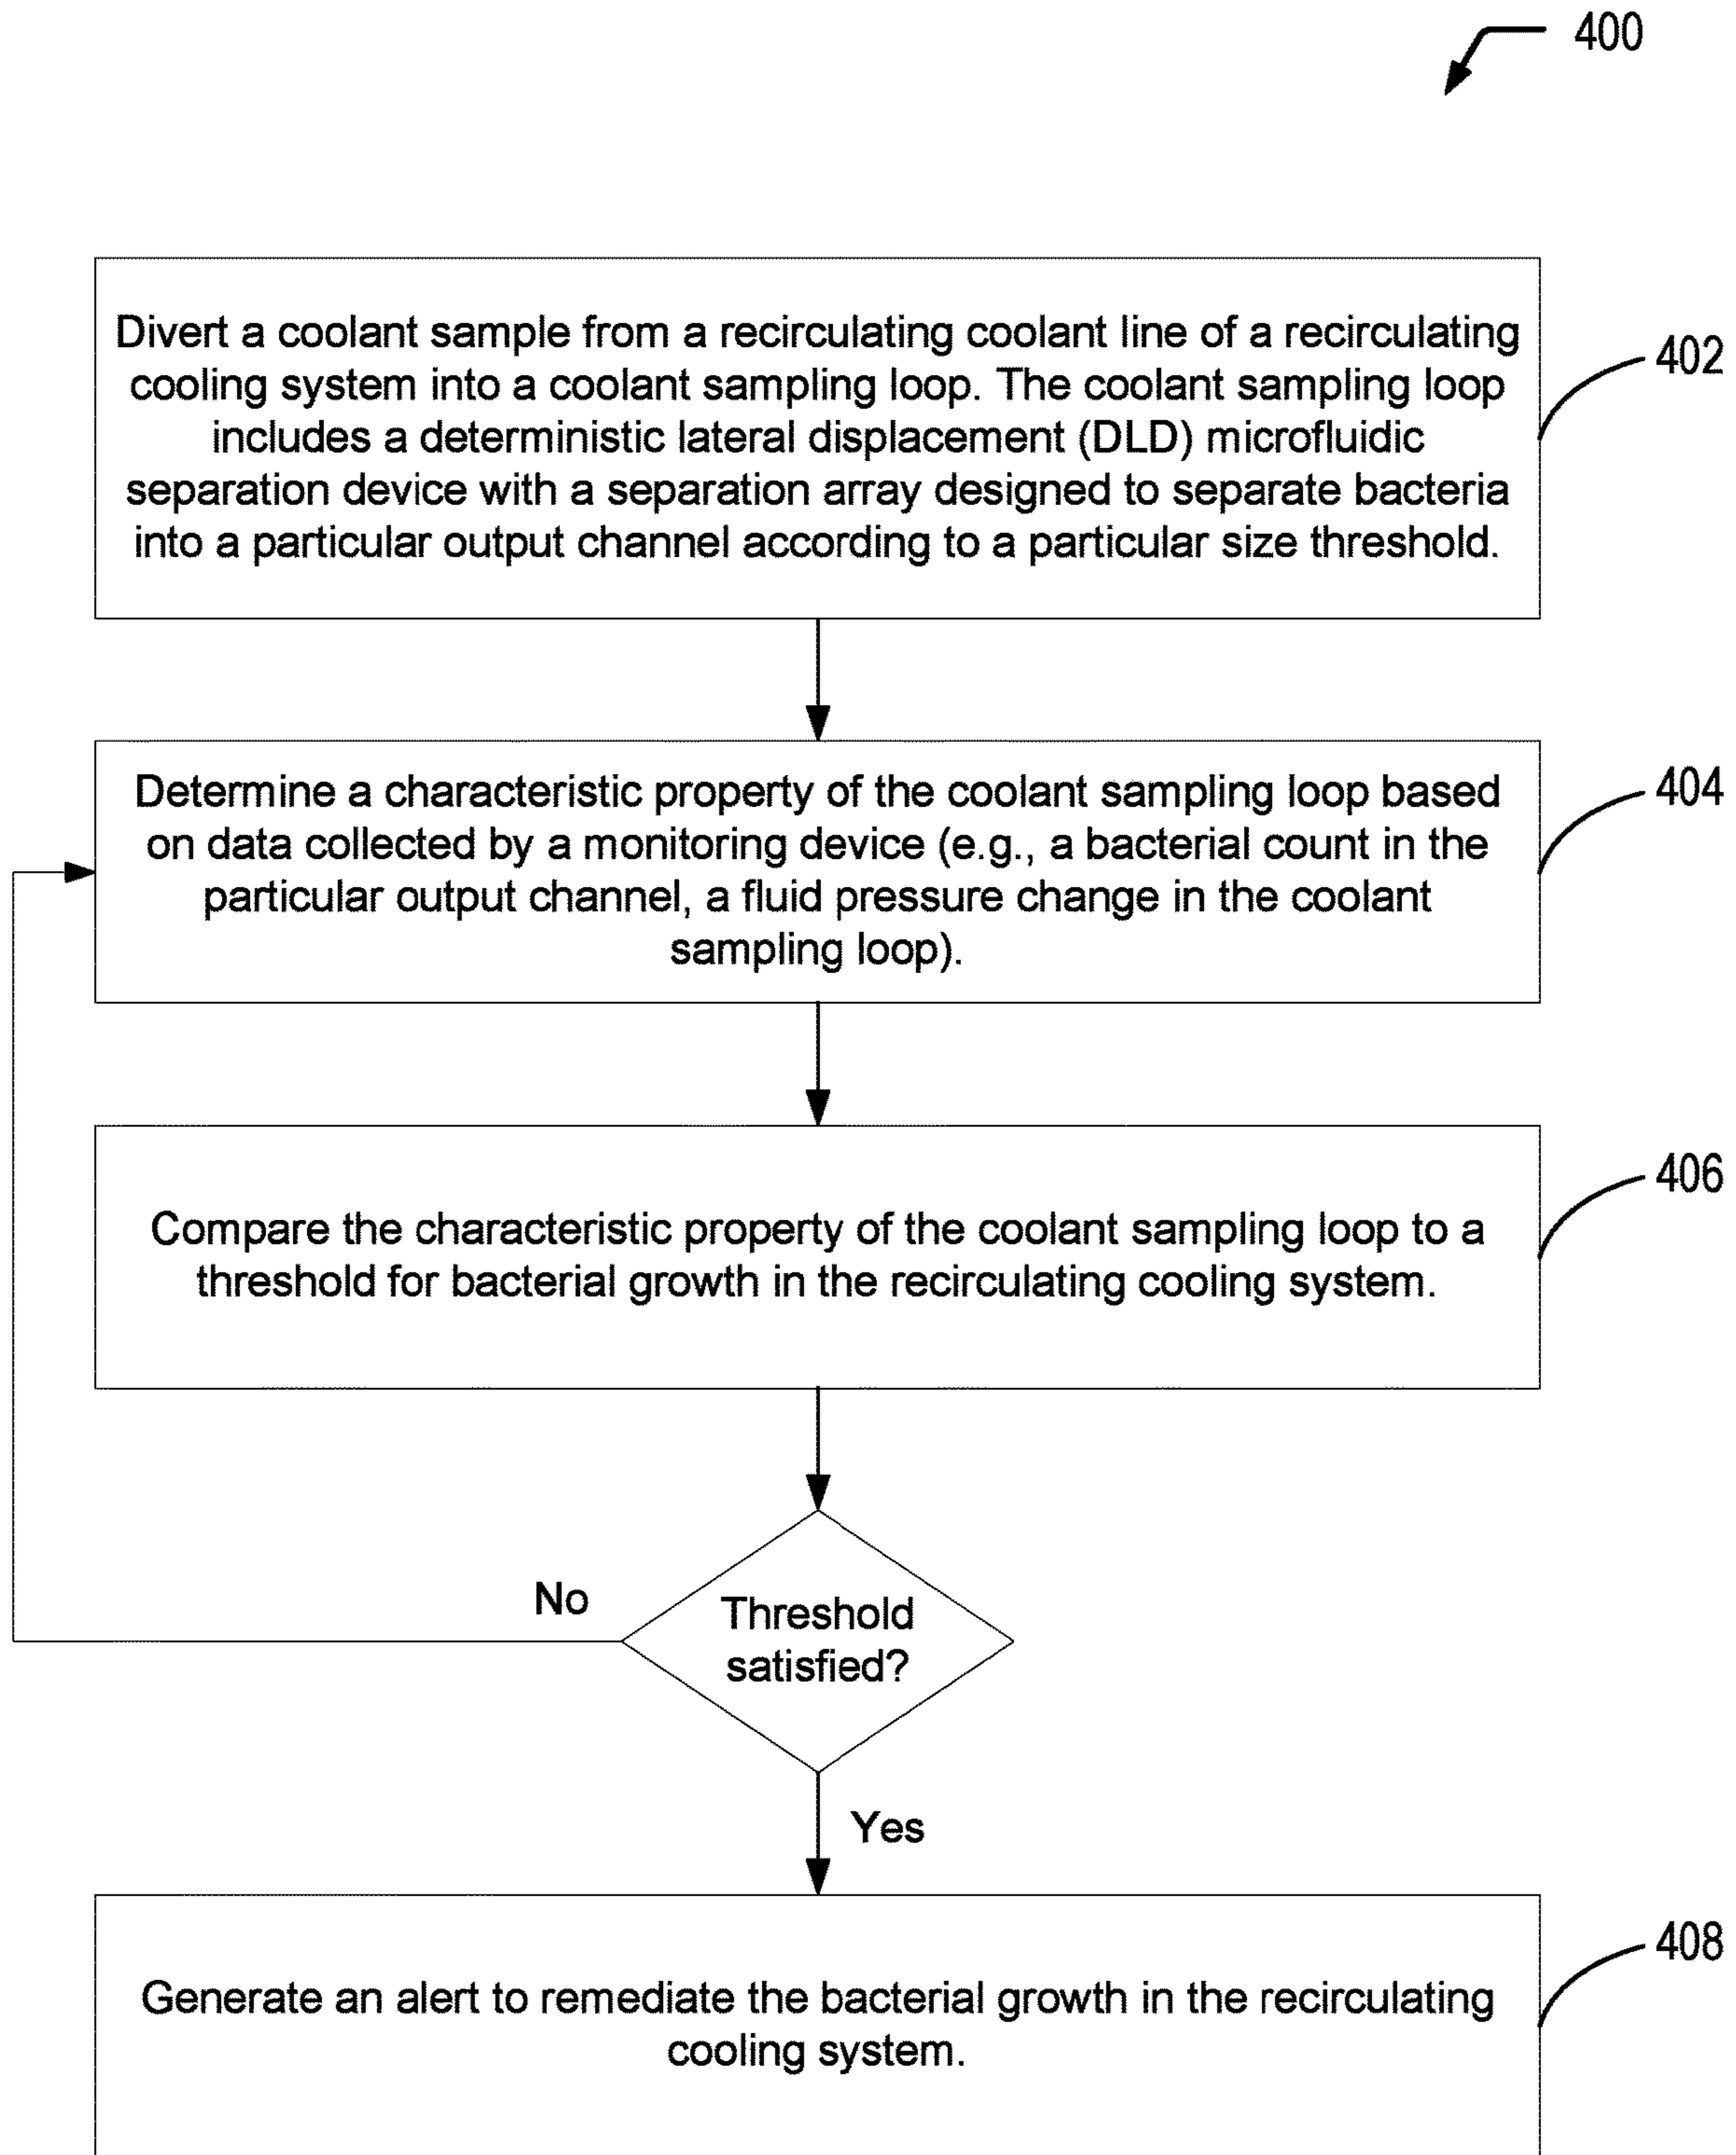 400
Divert a coolant sample from a recirculating coolant line of a recirculating
cooling system into a coolant sampling loop. The coolant sampling loop
includes a deterministic lateral displacement (DLD) microfluidic
separation device with a separation array designed to separate bacteria
into a particular output channel according to a particular size threshold.
402
Determine a characteristic property of the coolant sampling loop based
on data collected by a monitoring device (e.g., a bacterial count in the
particular output channel, a fluid pressure change in the coolant
sampling loop).
404
Compare the characteristic property of the coolant sampling loop to a
threshold for bacterial growth in the recirculating cooling system.
406
No
Threshold
satisfied?
Yes
Generate an alert to remediate the bacterial growth in the recirculating
cooling system.
408